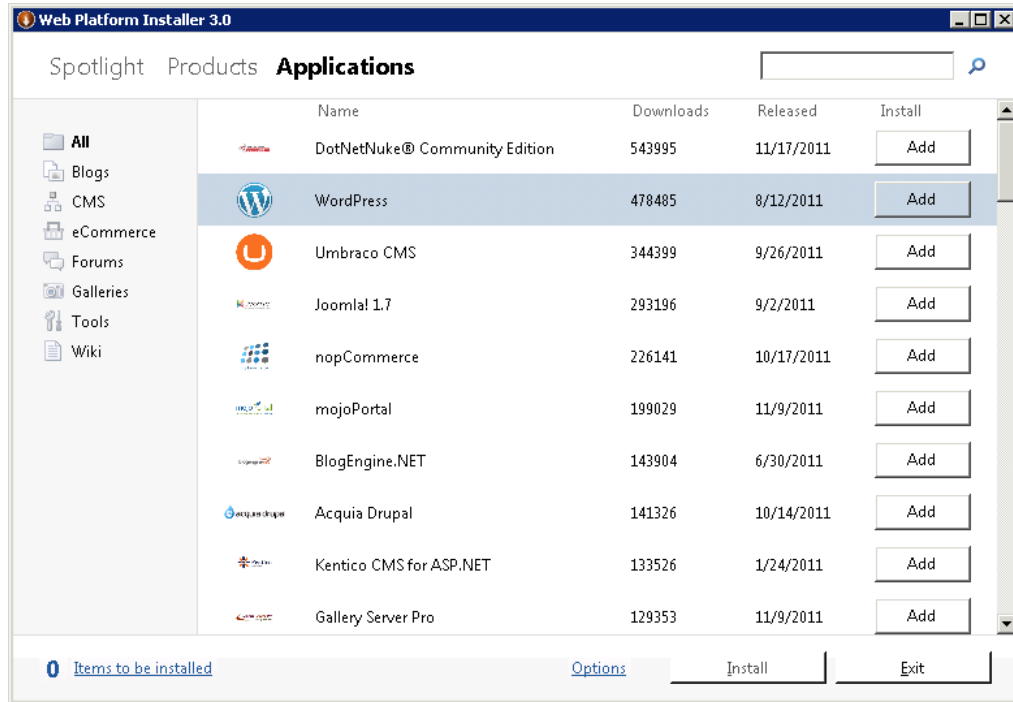 Web Platform Installer 3.0
Spotlight Products Applications
Name Downloads Released Install
All
Blogs
CMS
eCommerce
Forums
Galleries
Tools
Wiki
DotNetNuke® Community Edition 543995 11/17/2011 Add
WordPress 478485 8/12/2011 Add
Umbraco CMS 344399 9/26/2011 Add
Joomla! 1.7 293196 9/2/2011 Add
nopCommerce 226141 10/17/2011 Add
mojoPortal 199029 11/9/2011 Add
BlogEngine.NET 143904 6/30/2011 Add
acquia drupal Acquia Drupal 141326 10/14/2011 Add
Kentico CMS for ASP.NET 133526 1/24/2011 Add
Gallery Server Pro 129353 11/9/2011 Add
0 Items to be installed Options Install Exit